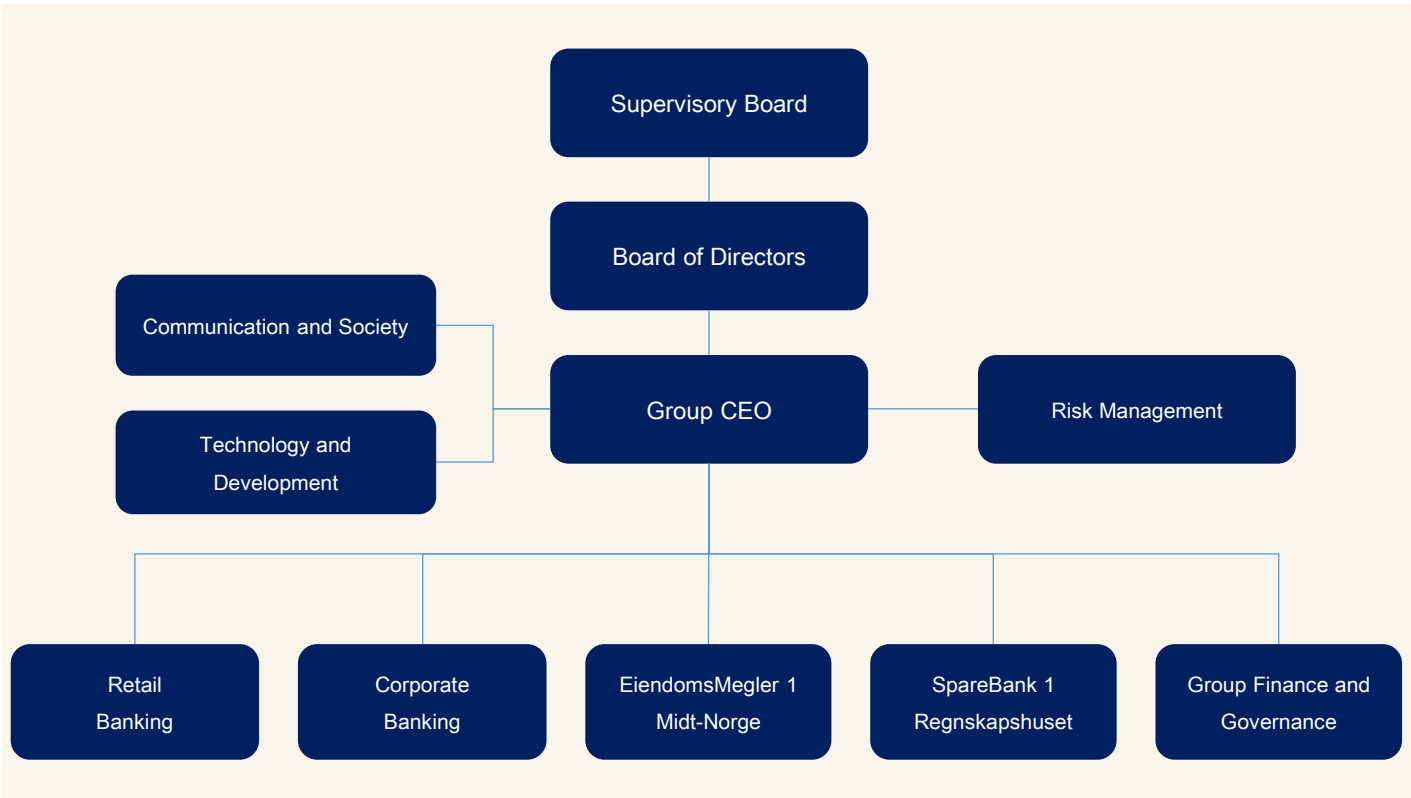 Supervisory Board
Board of Directors
Communication and Society
Group CEO
Risk Management
Technology and
Development
Retail
Banking
Corporate
Banking
EiendomsMegler 1
Midt-Norge
SpareBank 1
Regnskapshuset
Group Finance and
Governance